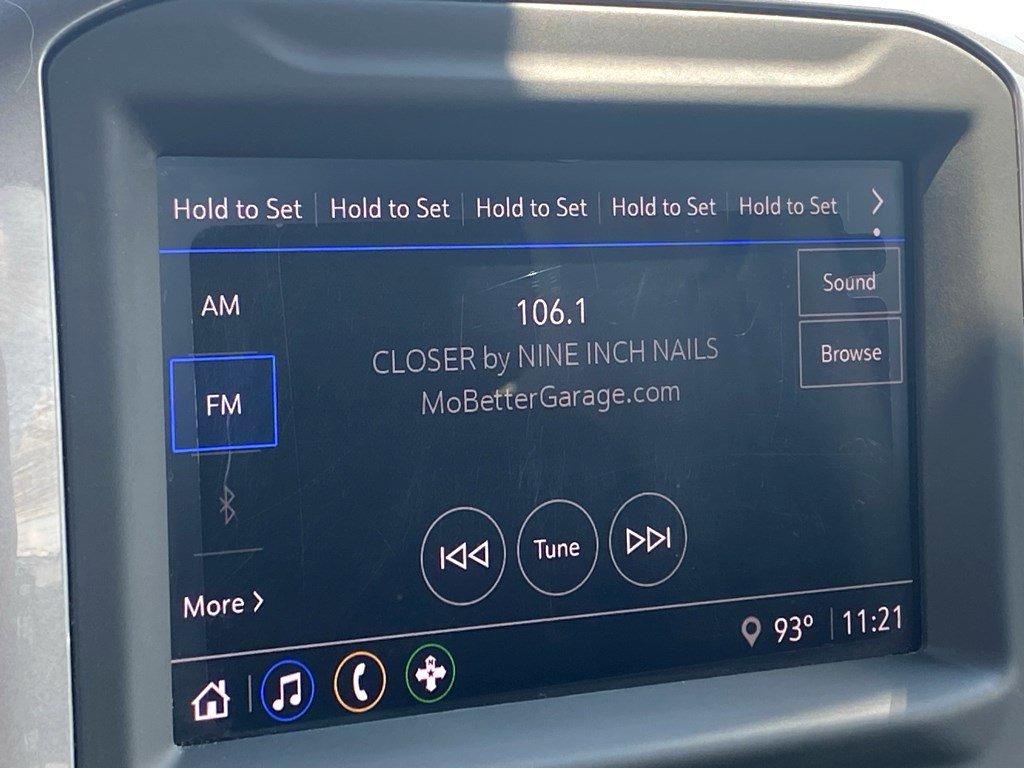 Hold to Set Hold to Set Hold to Set Hold to Set Hold to Set
AM
106.1
Sound
CLOSER by NINE INCH NAILS
Browse
FM
MoBetterGarage.com
Tune
More
93° 11:21
N